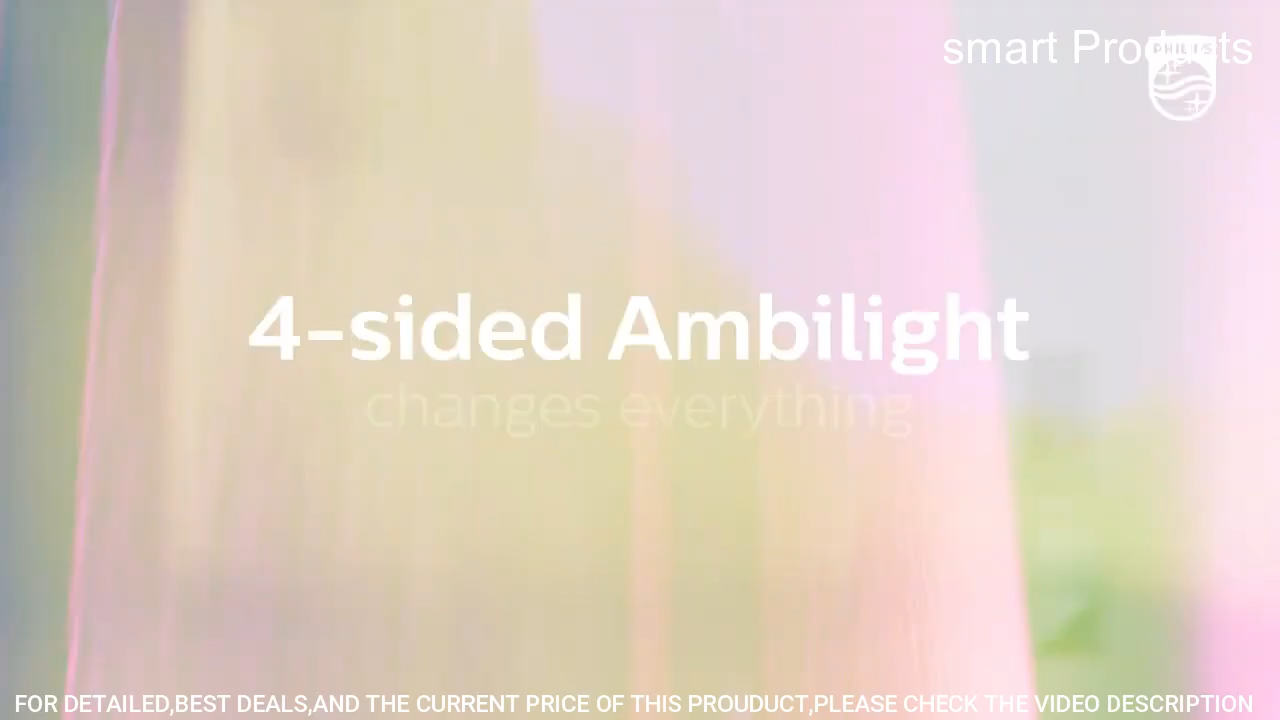 smart Products
PHILIPS
4-sided Ambilight
changes everything
FOR DETAILED,BEST DEALS,AND THE CURRENT PRICE OF THIS PROUDUCT,PLEASE CHECK THE VIDEO DESCRIPTION